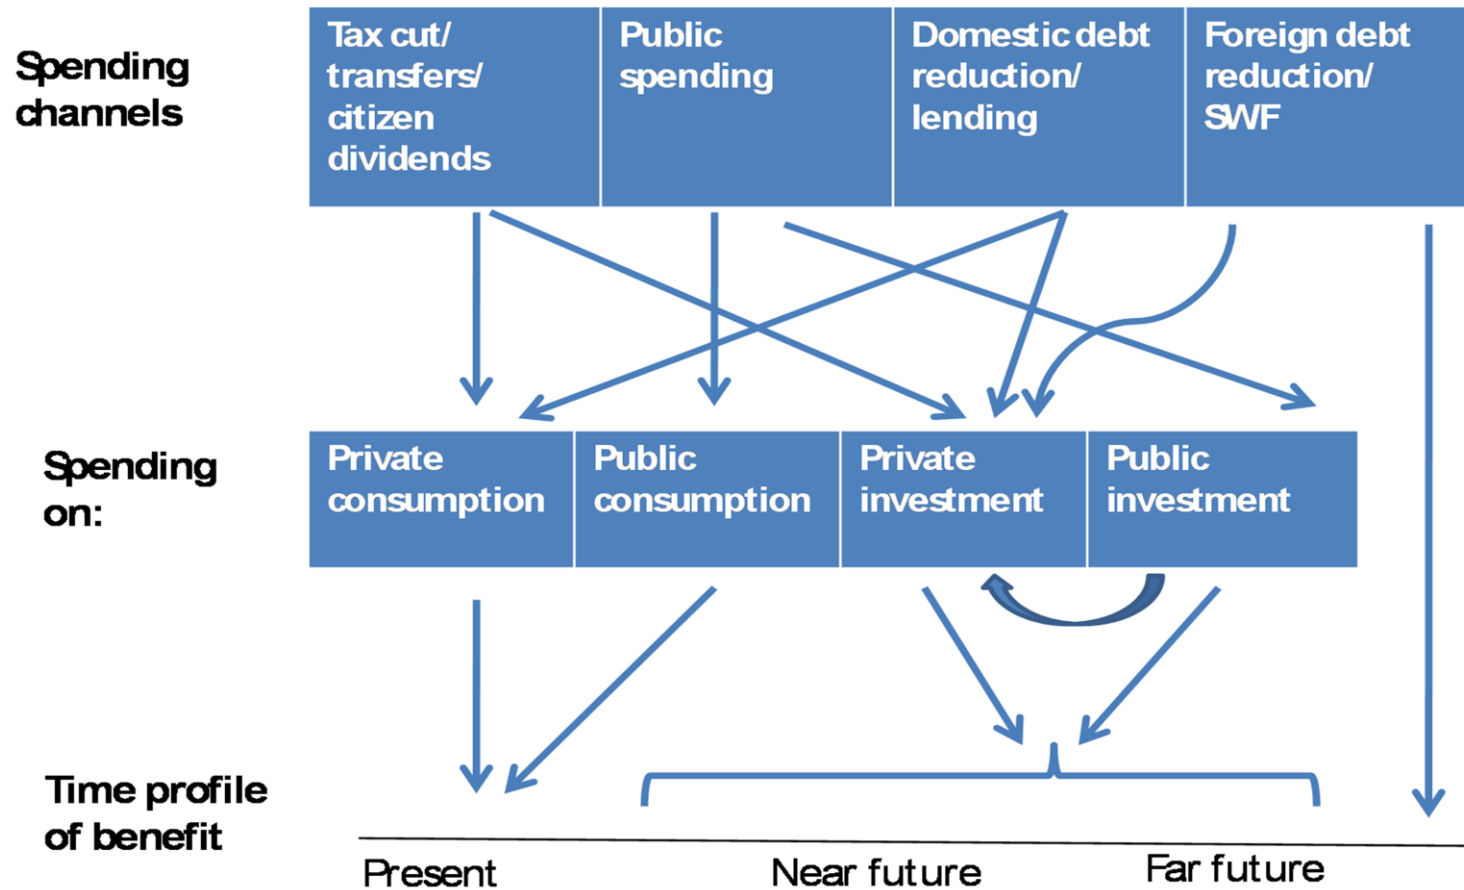 Spending
channels
Tax cut/
transfers/
citizen
dividends
Public
spending
Domestic debt
reduction/
lending
Foreign debt
reduction/
SWF
Spending
on:
Private
consumption
Public
consumption
Private
investment
Public
investment
Time profile
of benefit
Present
Near future
Far future